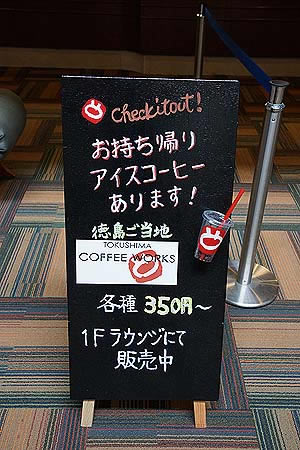 Checkitout!
お持ち帰り
アイスコーヒー
あります!
徳島ご当地
TOKUSHIMA
COFFEE WORKS
各種 350円～
1Fラウンジにて
販売中